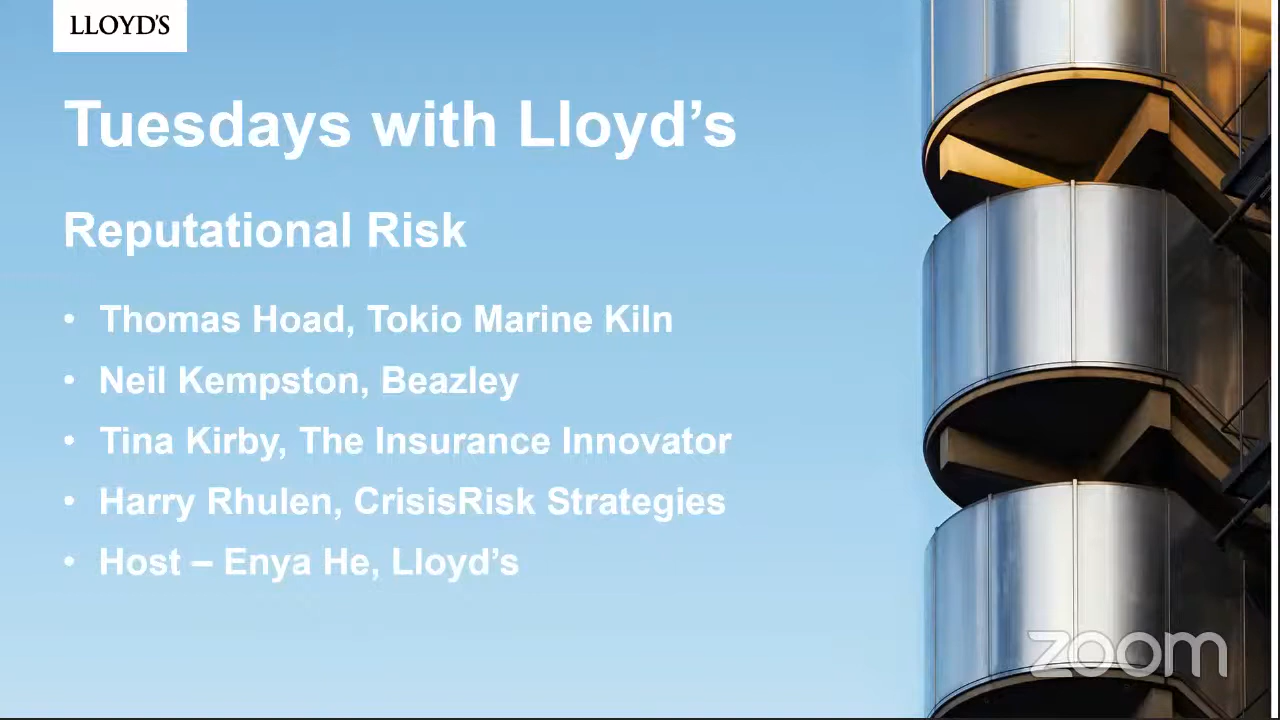 LLOYD'S
Tuesdays with Lloyd’s
Reputational Risk
• Thomas Hoad, Tokio Marine Kiln
• Neil Kempston, Beazley
• Tina Kirby, The Insurance Innovator
• Harry Rhulen, CrisisRisk Strategies
• Host – Enya He, Lloyd’s
zoom